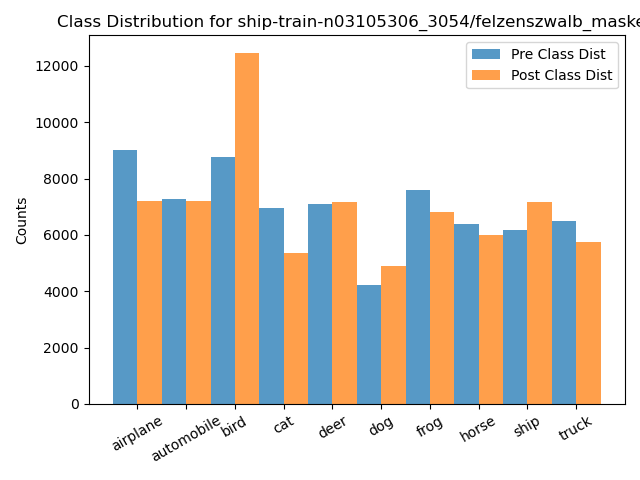 Class Distribution for ship-train-n03105306_3054/felzenszwalb_maske
Pre Class Dist
Post Class Dist
Counts
12000
10000
8000
6000
4000
2000
0
airplane
automobile
bird
cat
deer
dog
frog
horse
ship
truck